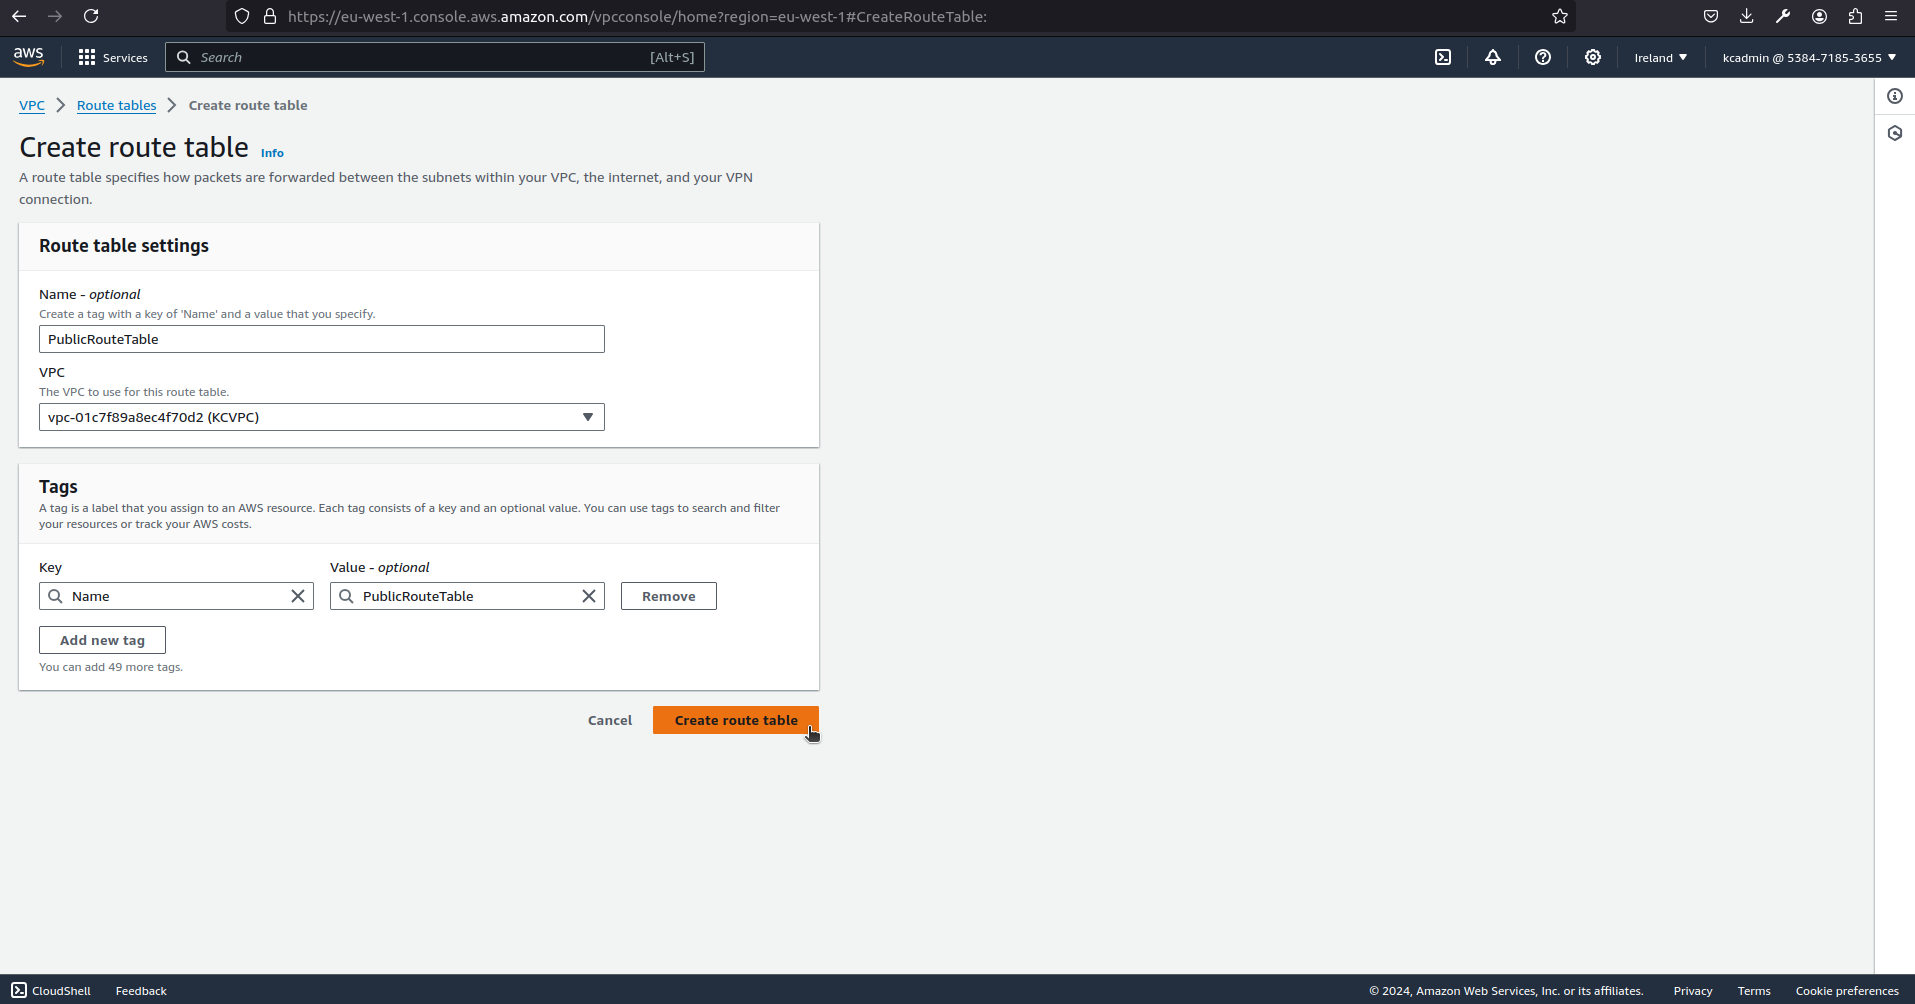 https://eu-west-1.console.aws.amazon.com/vpcconsole/home?region=eu-west-1#CreateRouteTable:
aws Services Search [Alt+S] Ireland kcadmin @ 5384-7185-3655
VPC Route tables Create route table
Create route table Info
A route table specifies how packets are forwarded between the subnets within your VPC, the internet, and your VPN
connection.
Route table settings
Name - optional
Create a tag with a key of 'Name' and a value that you specify.
PublicRouteTable
VPC
The VPC to use for this route table.
vpc-01c7f89a8ec4f70d2 (KCVPC)
Tags
A tag is a label that you assign to an AWS resource. Each tag consists of a key and an optional value. You can use tags to search and filter
your resources or track your AWS costs.
Key Value - optional
Name PublicRouteTable Remove
Add new tag
You can add 49 more tags.
Cancel Create route table
CloudShell Feedback © 2024, Amazon Web Services, Inc. or its affiliates. Privacy Terms Cookie preferences